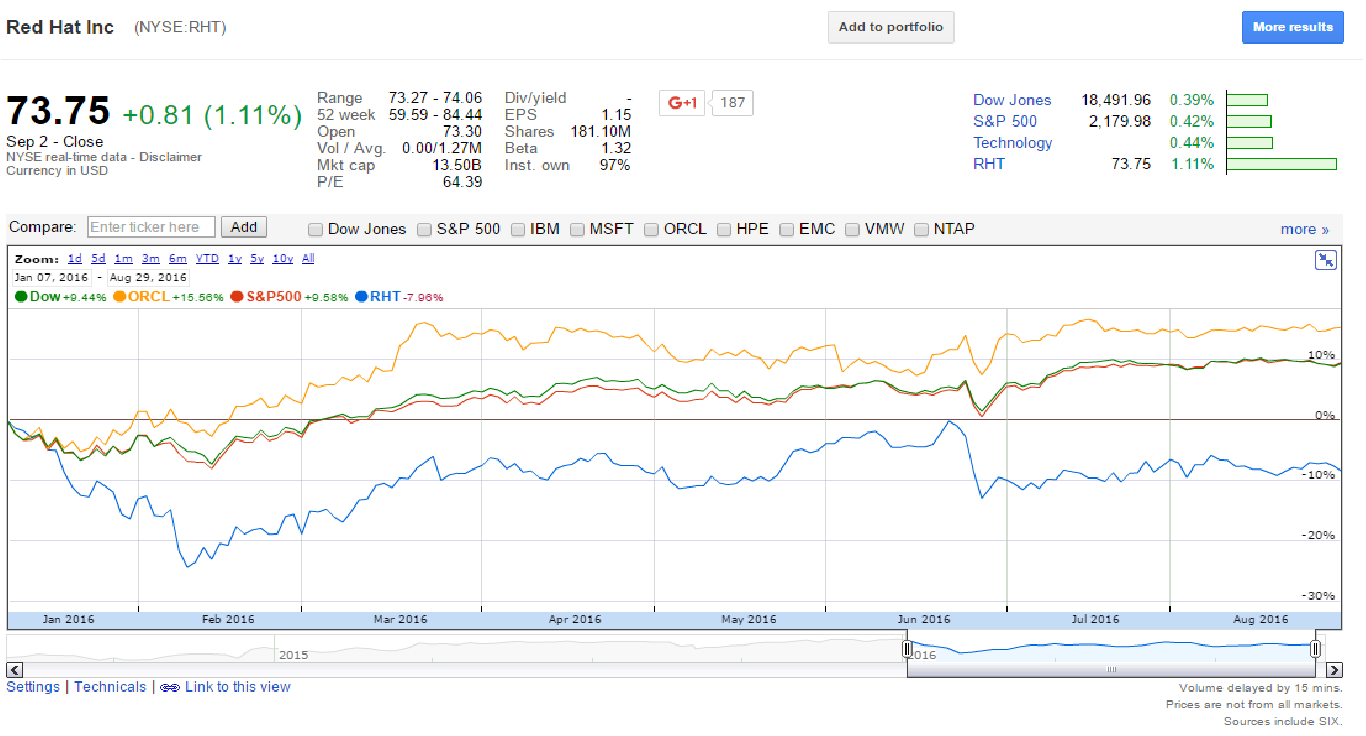 Red Hat Inc (NYSE:RHT)
Add to portfolio
More results
73.75 +0.81 (1.11%)
Sep 2 - Close
NYSE real-time data - Disclaimer
Currency in USD
Range 73.27 - 74.06
52 week 59.59 - 84.44
Open 73.30
Vol / Avg. 0.00/1.27M
Mkt cap 13.50B
P/E 64.39
Div/yield -
EPS 1.15
Shares 181.10M
Beta 1.32
Inst. own 97%
G+1 187
Dow Jones 18,491.96 0.39%
S&P 500 2,179.98 0.42%
Technology 0.44%
RHT 73.75 1.11%
Compare: Enter ticker here Add Dow Jones S&P 500 IBM MSFT ORCL HPE EMC VMW NTAP more »
Zoom: 1d 5d 1m 3m 6m YTD 1y 5y 10y All
Jan 07, 2016 - Aug 29, 2016
Dow +9.44% ORCL +15.56% S&P500 +9.58% RHT -7.96%
10%
0%
-10%
-20%
-30%
Jan 2016 Feb 2016 Mar 2016 Apr 2016 May 2016 Jun 2016 Jul 2016 Aug 2016
2015 2016
Settings | Technicals | Link to this view
Volume delayed by 15 mins.
Prices are not from all markets.
Sources include SIX.